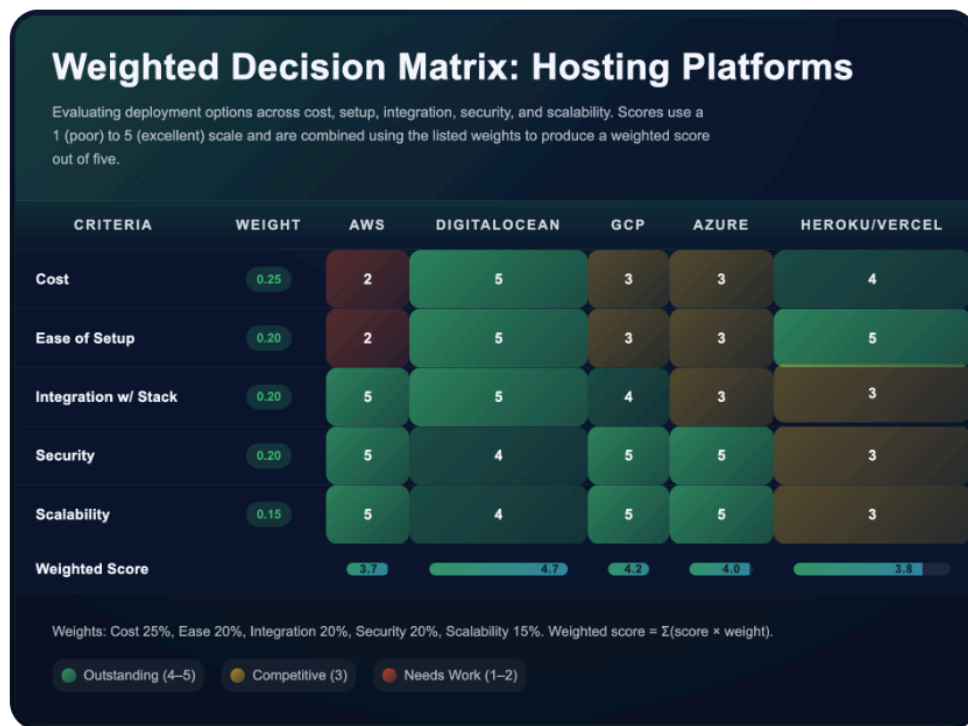 Weighted Decision Matrix: Hosting Platforms
Evaluating deployment options across cost, setup, integration, security, and scalability. Scores use a
1 (poor) to 5 (excellent) scale and are combined using the listed weights to produce a weighted score
out of five.
CRITERIA WEIGHT AWS DIGITALOCEAN GCP AZURE HEROKU/VERCEL
Cost 0.25 2 5 3 3 4
Ease of Setup 0.20 2 5 3 3 5
Integration w/ Stack 0.20 5 5 4 3 3
Security 0.20 5 4 5 5 3
Scalability 0.15 5 4 5 5 3
Weighted Score 3.7 4.7 4.2 4.0 3.8
Weights: Cost 25%, Ease 20%, Integration 20%, Security 20%, Scalability 15%. Weighted score = Σ(score × weight).
Outstanding (4–5) Competitive (3) Needs Work (1–2)